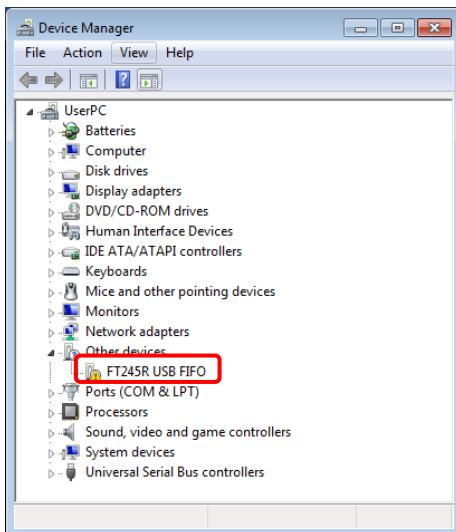 Device Manager
File Action View Help
UserPC
Batteries
Computer
Disk drives
Display adapters
DVD/CD-ROM drives
Human Interface Devices
IDE ATA/ATAPI controllers
Keyboards
Mice and other pointing devices
Monitors
Network adapters
Other devices
FT245R USB FIFO
Ports (COM & LPT)
Processors
Sound, video and game controllers
System devices
Universal Serial Bus controllers